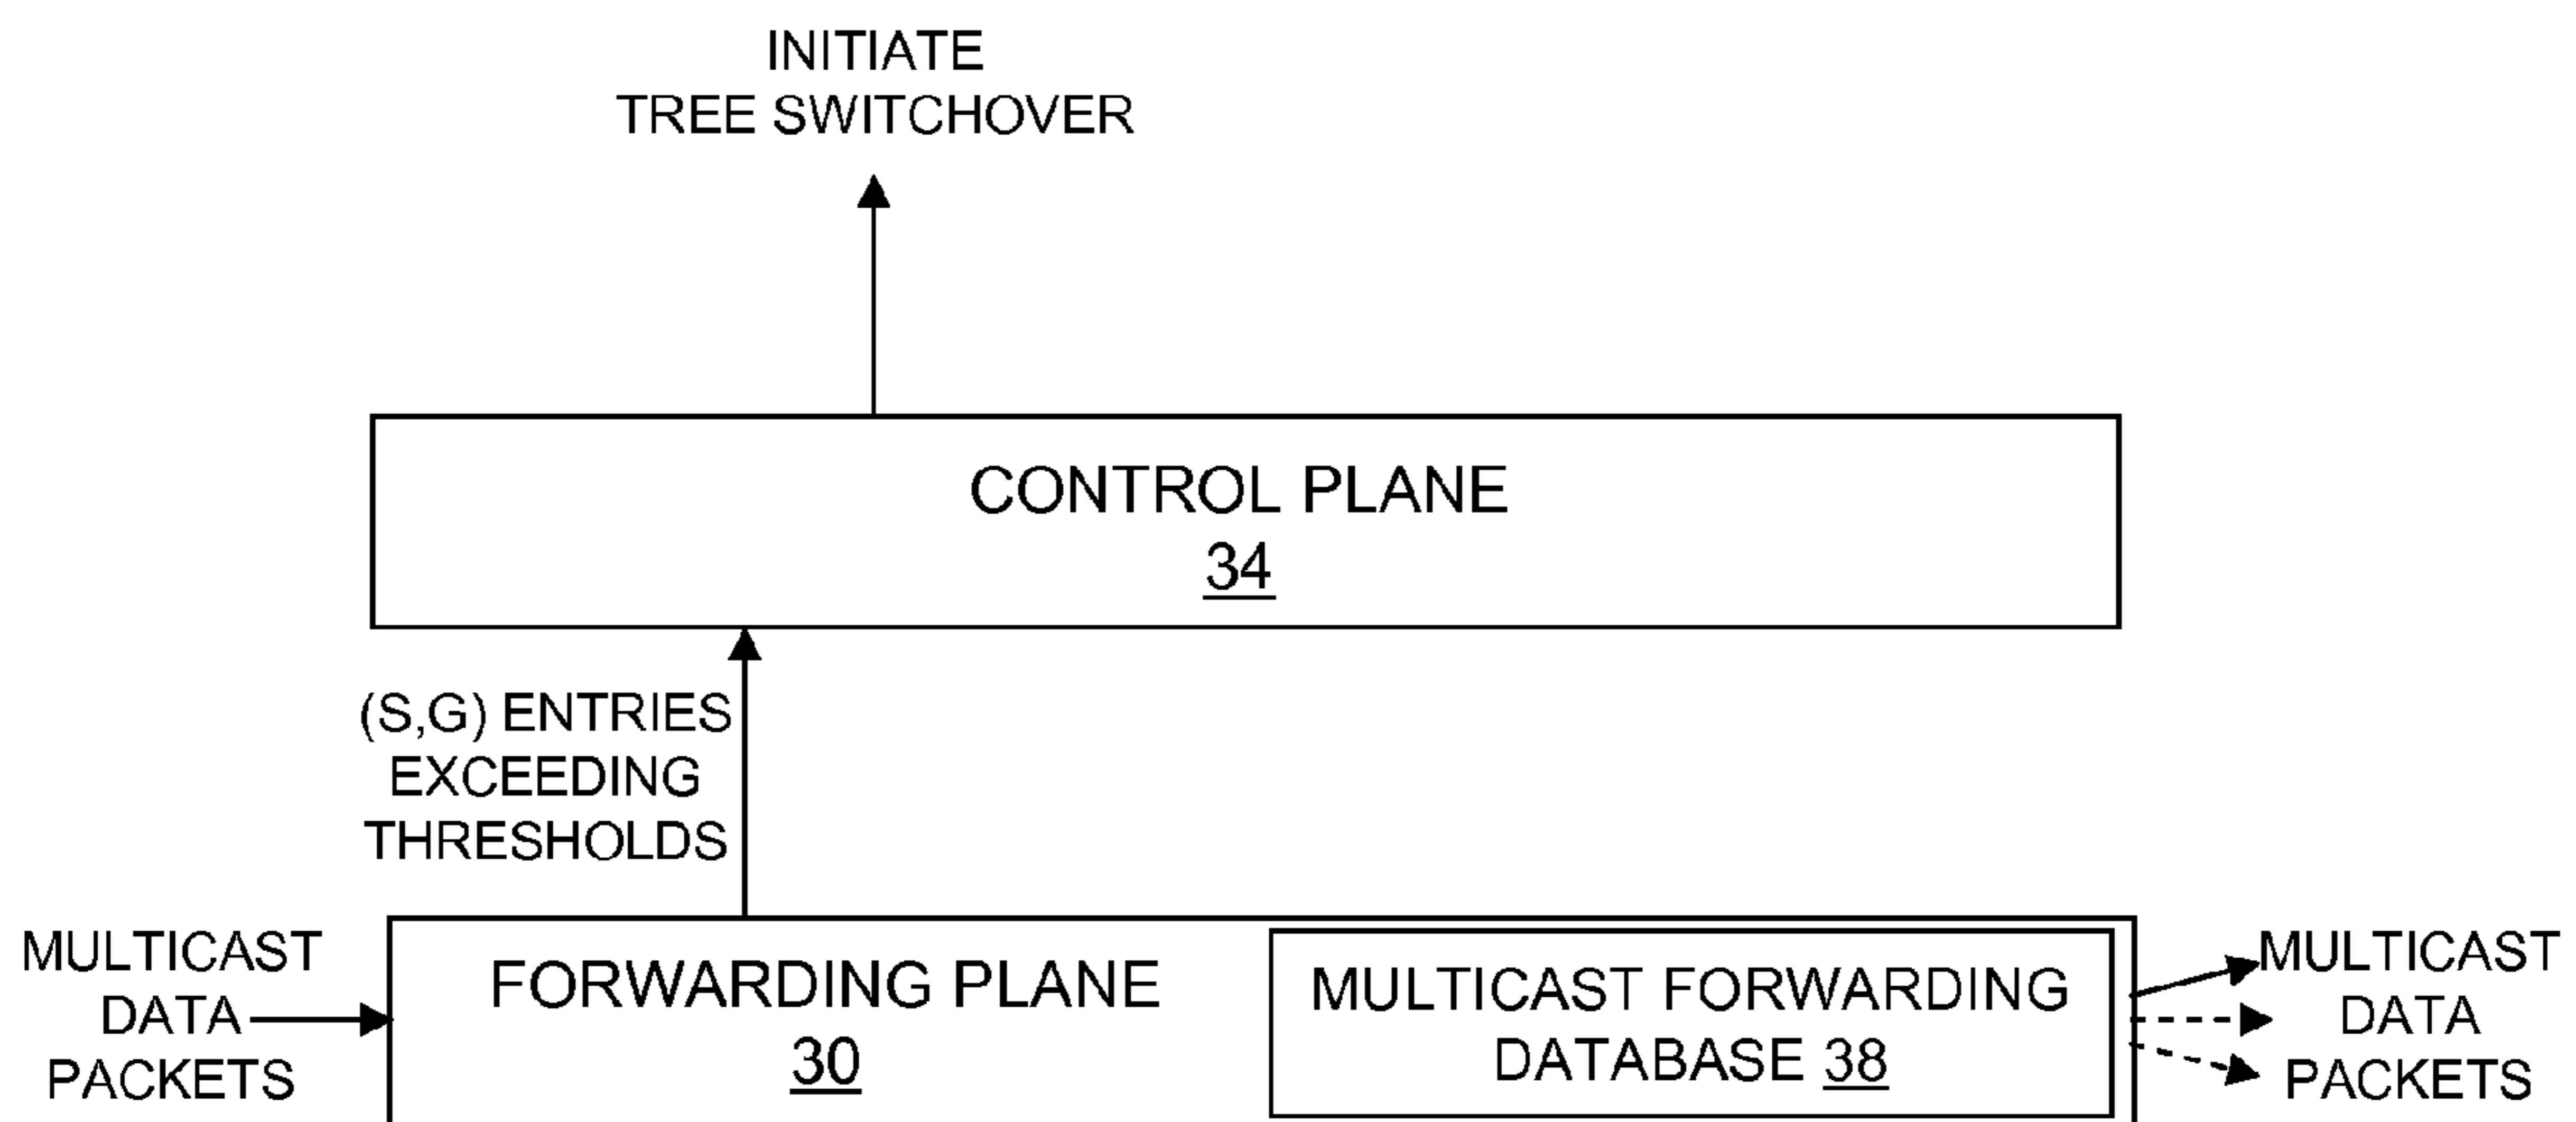 INITIATE
TREE SWITCHOVER
CONTROL PLANE
34
(S,G) ENTRIES
EXCEEDING
THRESHOLDS
MULTICAST
DATA
PACKETS
FORWARDING PLANE
30
MULTICAST FORWARDING
DATABASE 38
MULTICAST
DATA
PACKETS